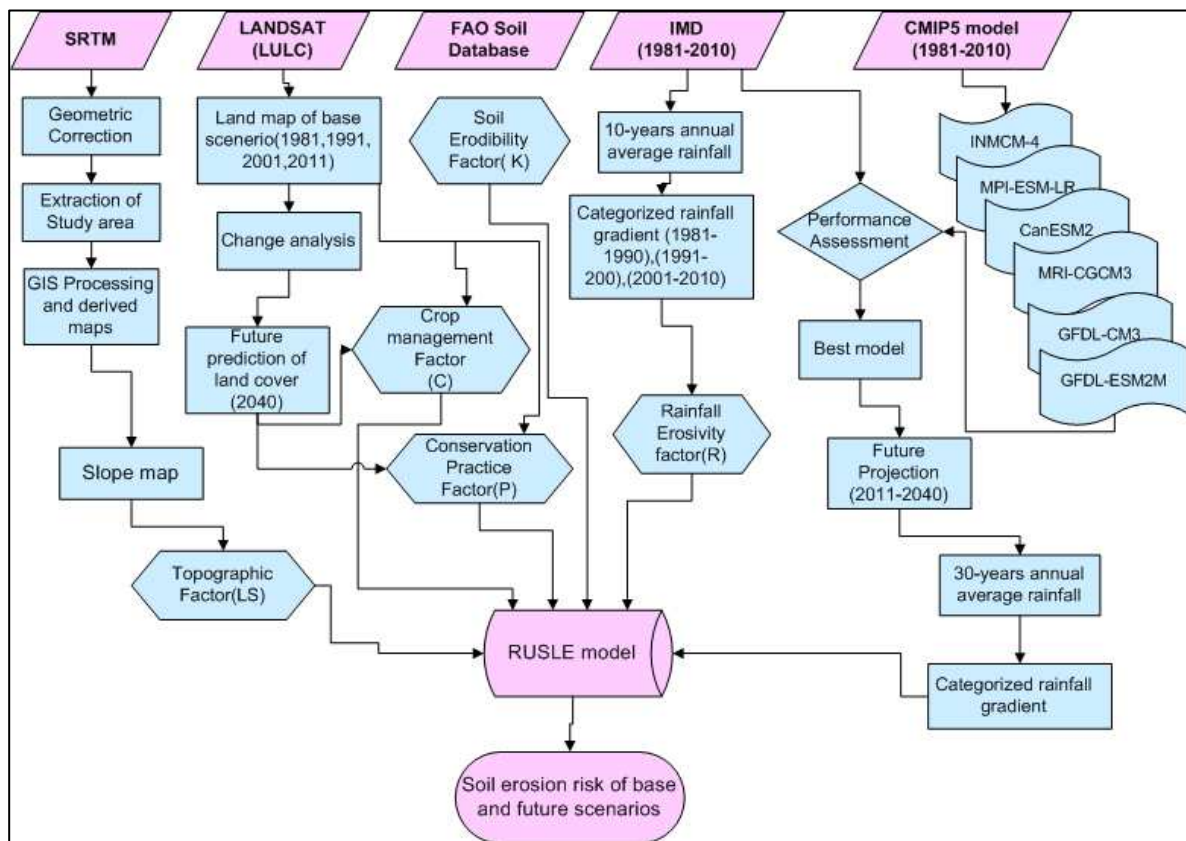 SRTM
LANDSAT
(LULC)
FAO Soil
Database
IMD
(1981-2010)
CMIP5 model
(1981-2010)
Geometric
Correction
Extraction of
Study area
GIS Processing
and derived
maps
Slope map
Topographic
Factor(LS)
Land map of base
scenerio(1981,1991,
2001,2011)
Change analysis
Future
prediction of
land cover
(2040)
Crop
management
Factor
(C)
Conservation
Practice
Factor(P)
Soil
Erodibility
Factor( K)
10-years annual
average rainfall
Categorized rainfall
gradient (1981-
1990),(1991-
200),(2001-2010)
Rainfall
Erosivity
factor(R)
INMCM-4
MPI-ESM-LR
CanESM2
MRI-CGCM3
GFDL-CM3
GFDL-ESM2M
Performance
Assessment
Best model
Future
Projection
(2011-2040)
30-years annual
average rainfall
Categorized rainfall
gradient
RUSLE model
Soil erosion risk of base
and future scenarios